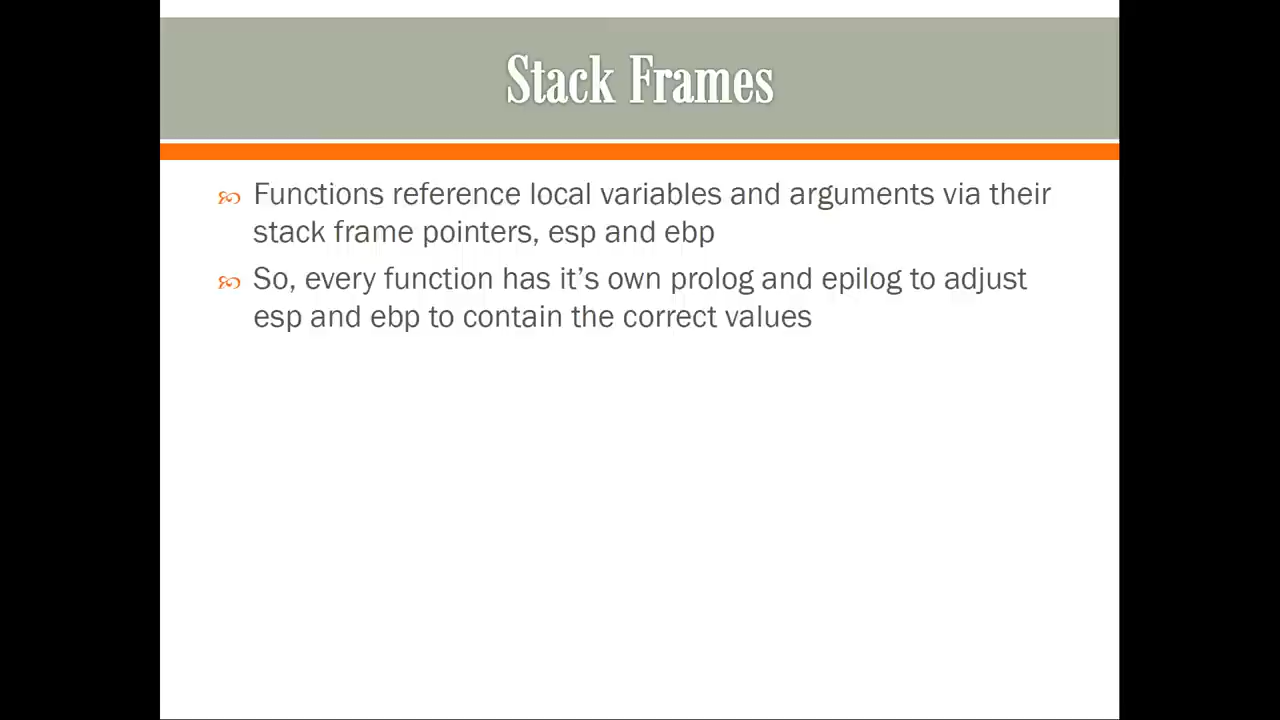 Stack Frames
Functions reference local variables and arguments via their
stack frame pointers, esp and ebp
So, every function has it’s own prolog and epilog to adjust
esp and ebp to contain the correct values